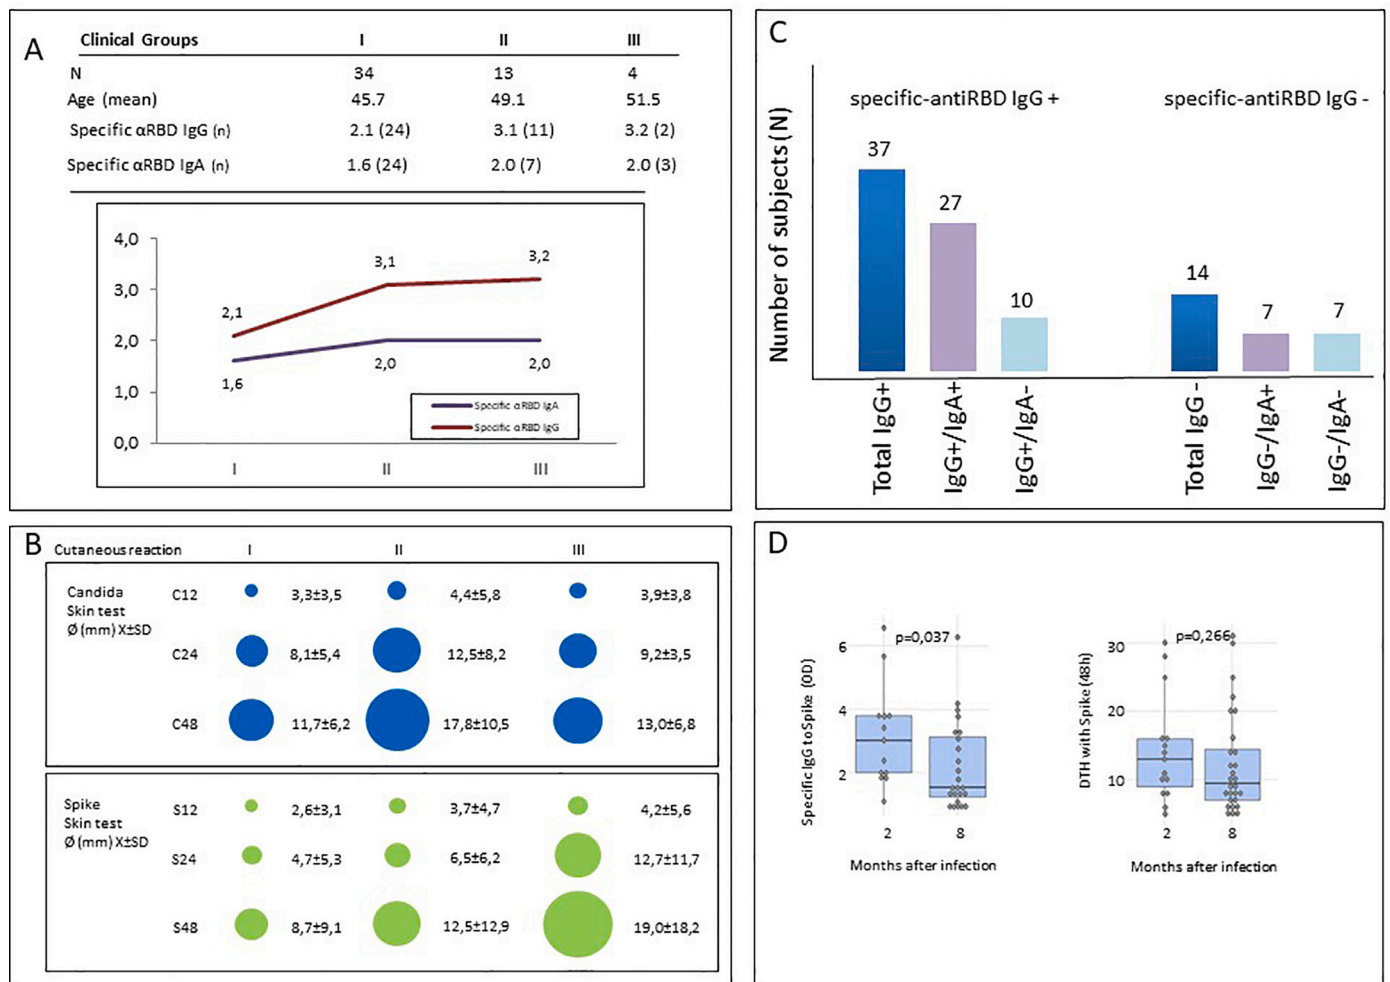 A
Clinical Groups I II III
N 34 13 4
Age (mean) 45.7 49.1 51.5
Specific αRBD IgG (n) 2.1 (24) 3.1 (11) 3.2 (2)
Specific αRBD IgA (n) 1.6 (24) 2.0 (7) 2.0 (3)
4,0
3,0
2,0
1,0
0,0
2,1 3,1 3,2
1,6 2,0 2,0
Specific αRBD IgA
Specific αRBD IgG
I II III
B
Cutaneous reaction I II III
Candida
Skin test
Ø (mm) X±SD
C12 3,3±3,5 4,4±5,8 3,9±3,8
C24 8,1±5,4 12,5±8,2 9,2±3,5
C48 11,7±6,2 17,8±10,5 13,0±6,8
Spike
Skin test
Ø (mm) X±SD
S12 2,6±3,1 3,7±4,7 4,2±5,6
S24 4,7±5,3 6,5±6,2 12,7±11,7
S48 8,7±9,1 12,5±12,9 19,0±18,2
C
Number of subjects (N)
specific-antiRBD IgG + specific-antiRBD IgG -
37 27 10 14 7 7
Total IgG+
IgG+/IgA+
IgG+/IgA-
Total IgG -
IgG-/IgA+
IgG-/IgA-
D
Specific IgG to Spike (OD)
6
4
2
p=0,037
2 8
Months after infection
DTH with Spike (48h)
30
20
10
p=0,266
2 8
Months after infection